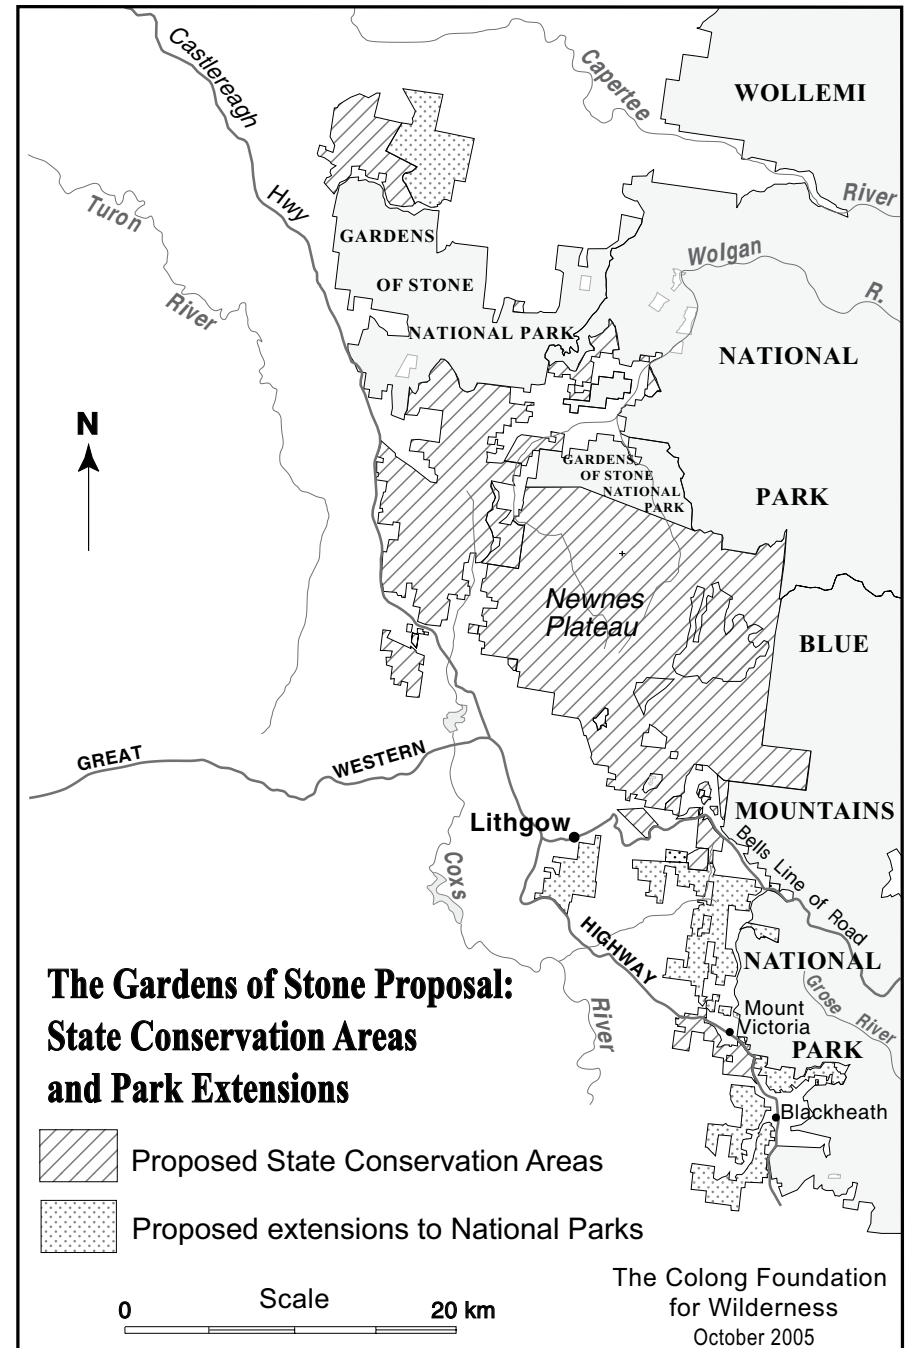 Castlereagh
Hwy
Capertee
River
WOLLEMI
Turon
River
GARDENS
OF STONE
NATIONAL PARK
Wolgan
R.
NATIONAL
N
GARDENS
OF STONE
NATIONAL
PARK
PARK
Newnes
Plateau
BLUE
GREAT
WESTERN
MOUNTAINS
Lithgow
Bells Line of Road
Coxs
River
HIGHWAY
NATIONAL
Grose
River
Mount
Victoria
PARK
Blackheath
The Gardens of Stone Proposal:
State Conservation Areas
and Park Extensions
Proposed State Conservation Areas
Proposed extensions to National Parks
Scale
0 20 km
The Colong Foundation
for Wilderness
October 2005